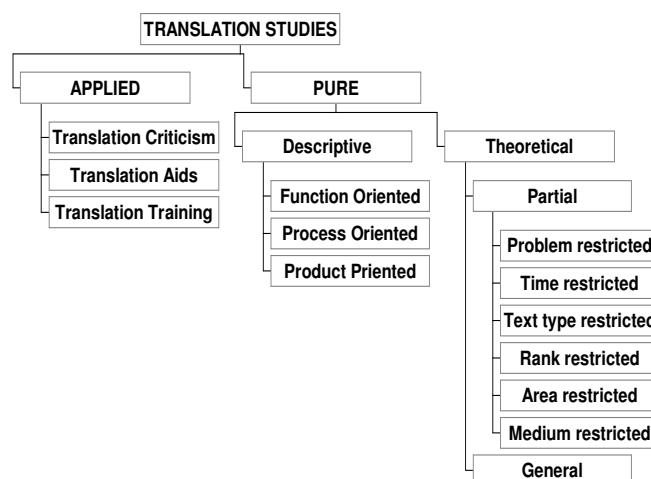 TRANSLATION STUDIES
APPLIED
PURE
Translation Criticism
Translation Aids
Translation Training
Descriptive
Function Oriented
Process Oriented
Product Priented
Theoretical
Partial
Problem restricted
Time restricted
Text type restricted
Rank restricted
Area restricted
Medium restricted
General